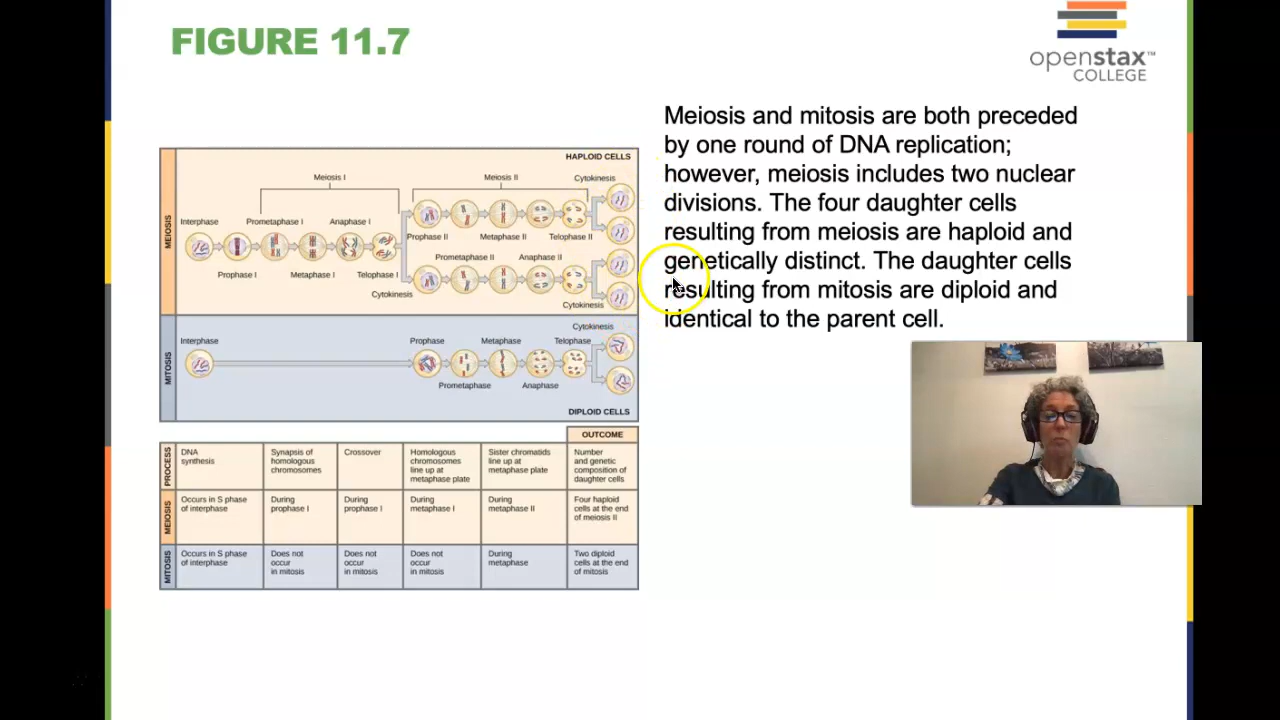 FIGURE 11.7
openstax™
COLLEGE
Meiosis and mitosis are both preceded
by one round of DNA replication;
however, meiosis includes two nuclear
divisions. The four daughter cells
resulting from meiosis are haploid and
genetically distinct. The daughter cells
resulting from mitosis are diploid and
identical to the parent cell.
HAPLOID CELLS
MEIOSIS
Meiosis I
Meiosis II
Cytokinesis
Interphase
Prometaphase I
Anaphase I
Prophase II
Metaphase II
Telophase II
Prometaphase II
Anaphase II
Prophase I
Metaphase I
Telophase I
Cytokinesis
Cytokinesis
MITOSIS
Cytokinesis
Interphase
Prophase
Metaphase
Telophase
Prometaphase
Anaphase
DIPLOID CELLS
OUTCOME
PROCESS
DNA
synthesis
Synapsis of
homologous
chromosomes
Crossover
Homologous
chromosomes
line up at
metaphase plate
Sister chromatids
line up at
metaphase plate
Number
and genetic
composition of
daughter cells
MEIOSIS
Occurs in S phase
of interphase
During
prophase I
During
prophase I
During
metaphase I
During
metaphase II
Four haploid
cells at the end
of meiosis II
MITOSIS
Occurs in S phase
of interphase
Does not
occur
in mitosis
Does not
occur
in mitosis
Does not
occur
in mitosis
During
metaphase
Two diploid
cells at the end
of mitosis